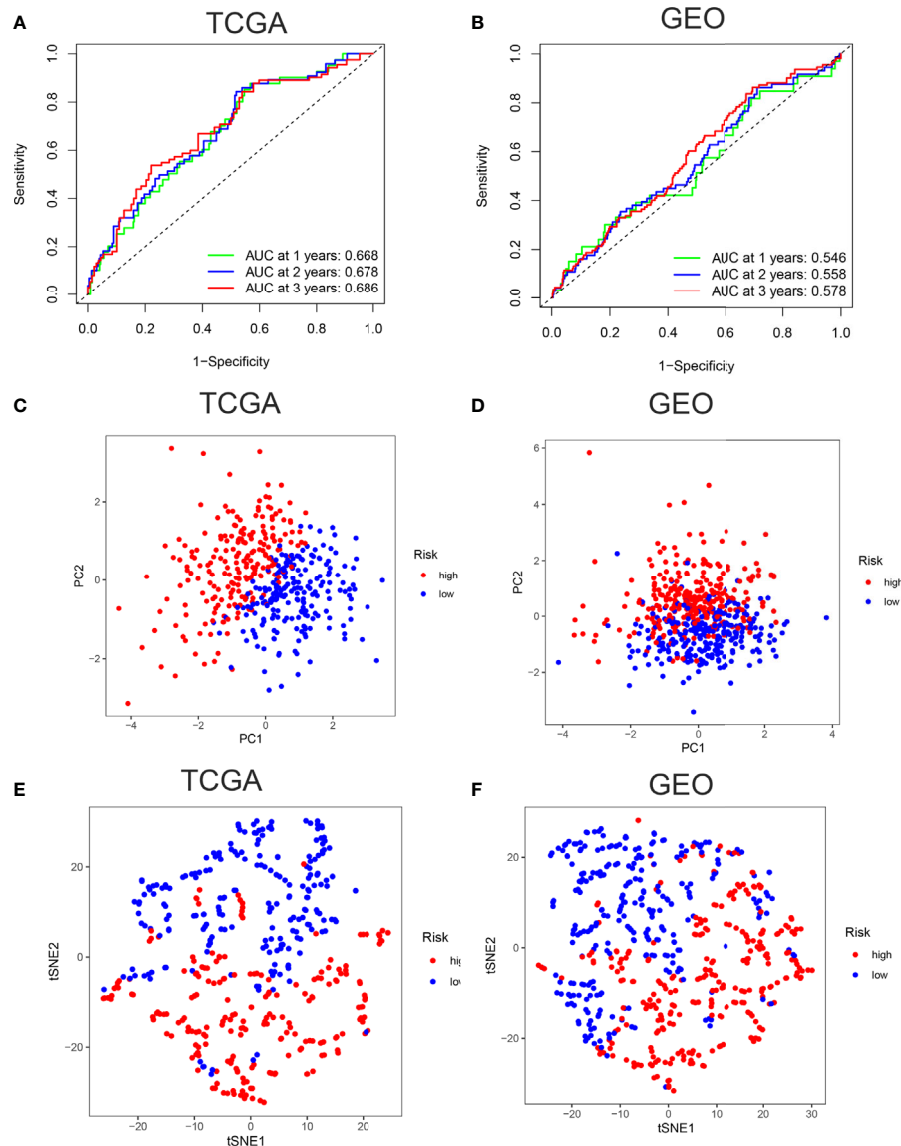 A
TCGA
Sensitivity
0.0 0.2 0.4 0.6 0.8 1.0
AUC at 1 years: 0.668
AUC at 2 years: 0.678
AUC at 3 years: 0.686
0.0 0.2 0.4 0.6 0.8 1.0
1−Specificity
B
GEO
Sensitivity
0.0 0.2 0.4 0.6 0.8 1.0
AUC at 1 years: 0.546
AUC at 2 years: 0.558
AUC at 3 years: 0.578
0.0 0.2 0.4 0.6 0.8 1.0
1−Specificity
C
TCGA
PC2
2
0
−2
−4 −2 0 2
PC1
Risk
high
low
D
GEO
PC2
6
4
2
0
−2
−4 −2 0 2 4
PC1
Risk
high
low
E
TCGA
tSNE2
20
0
−20
−20 −10 0 10 20
tSNE1
Risk
hi
lo
F
GEO
tSNE2
20
0
−20
−20 −10 0 10 20 30
tSNE1
Risk
high
low